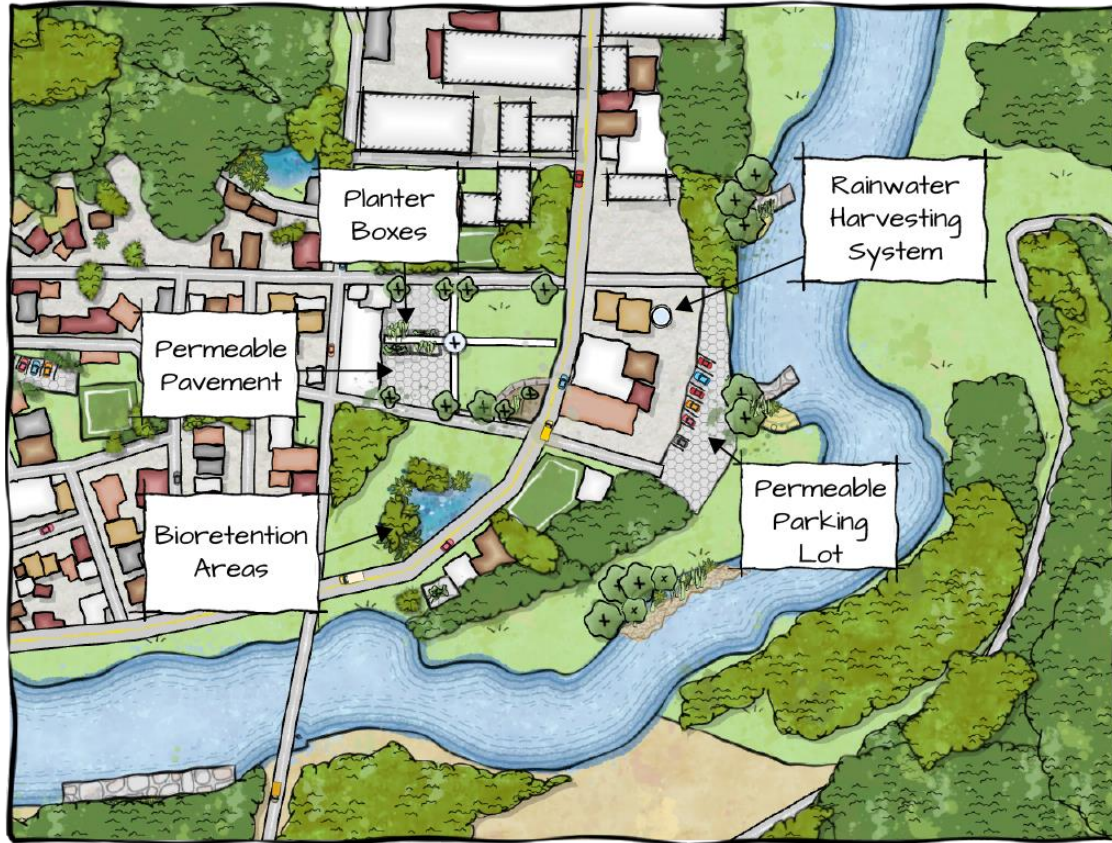 Planter
Boxes
Rainwater
Harvesting
System
Permeable
Pavement
Bioretention
Areas
Permeable
Parking
Lot